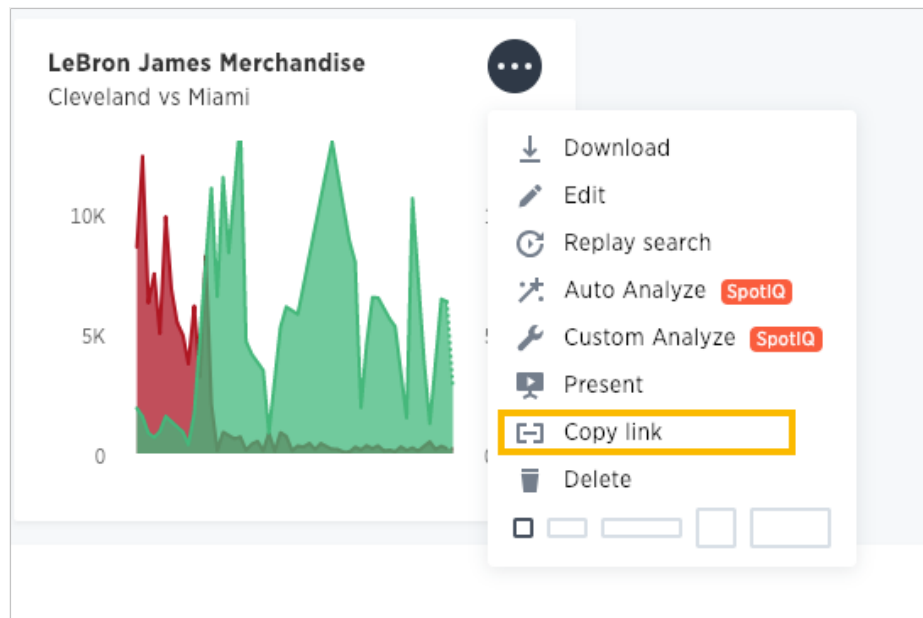 LeBron James Merchandise
Cleveland vs Miami
10K
5K
0
Download
Edit
Replay search
Auto Analyze SpotIQ
Custom Analyze SpotIQ
Present
Copy link
Delete